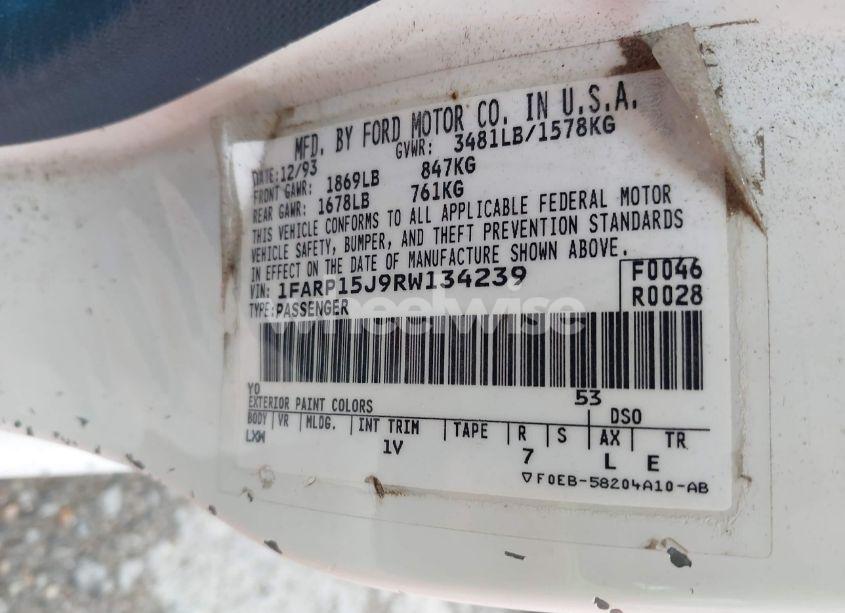 MFD. BY FORD MOTOR CO. IN U.S.A.
DATE: 12/93 GVWR: 3481LB/1578KG
FRONT GAWR: 1869LB 847KG
REAR GAWR: 1678LB 761KG
THIS VEHICLE CONFORMS TO ALL APPLICABLE FEDERAL MOTOR
VEHICLE SAFETY, BUMPER, AND THEFT PREVENTION STANDARDS
IN EFFECT ON THE DATE OF MANUFACTURE SHOWN ABOVE.
VIN: 1FARP15J9RW134239 F0046
TYPE: PASSENGER R0028
wheelwise
YO 53
EXTERIOR PAINT COLORS DSO
BODY VR MLDG. INT TRIM TAPE R S AX TR
LXW 1V 7 L E
▽F0EB-58204A10-AB